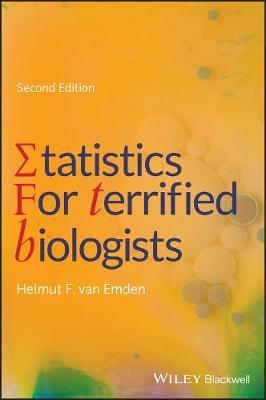 Second Edition
Σtatistics
For terrified
biologists
Helmut F. van Emden
WILEY Blackwell